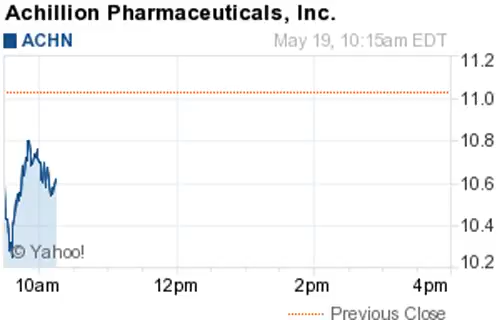 Achillion Pharmaceuticals, Inc.
ACHN May 19, 10:15am EDT
11.2
11.0
10.8
10.6
10.4
10.2
© Yahoo!
10am 12pm 2pm 4pm
Previous Close